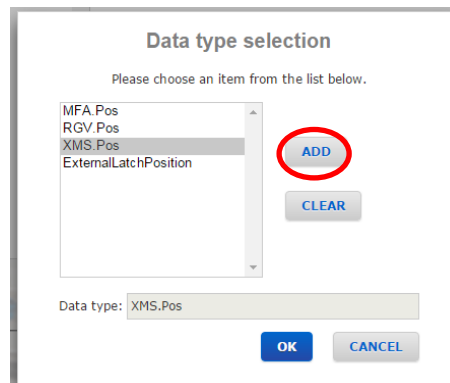 Data type selection
Please choose an item from the list below.
MFA.Pos
RGV.Pos
XMS.Pos
ExternalLatchPosition
ADD
CLEAR
Data type: XMS.Pos
OK CANCEL